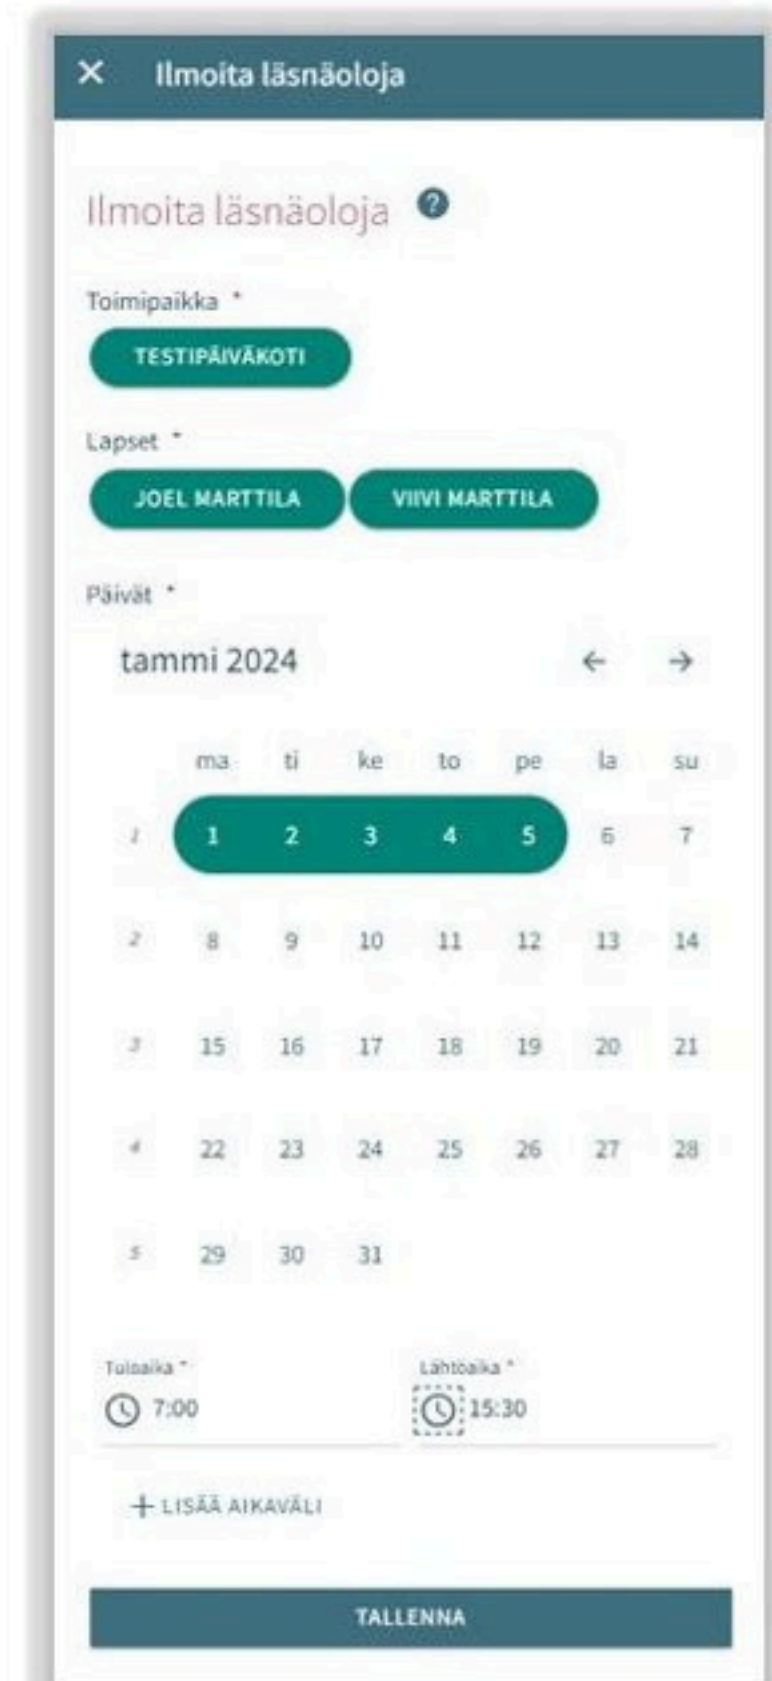 × Ilmoita läsnäoloja
Ilmoita läsnäoloja ?
Toimipaikka *
TESTIPÄIVÄKOTI
Lapset *
JOEL MARTTILA VIIVI MARTTILA
Päivät *
tammi 2024 ← →
ma ti ke to pe la su
1 1 2 3 4 5 6 7
2 8 9 10 11 12 13 14
3 15 16 17 18 19 20 21
4 22 23 24 25 26 27 28
5 29 30 31
Tuloaika * Lähtöaika *
7:00 15:30
+ LISÄÄ AIKAVÄLI
TALLENNA